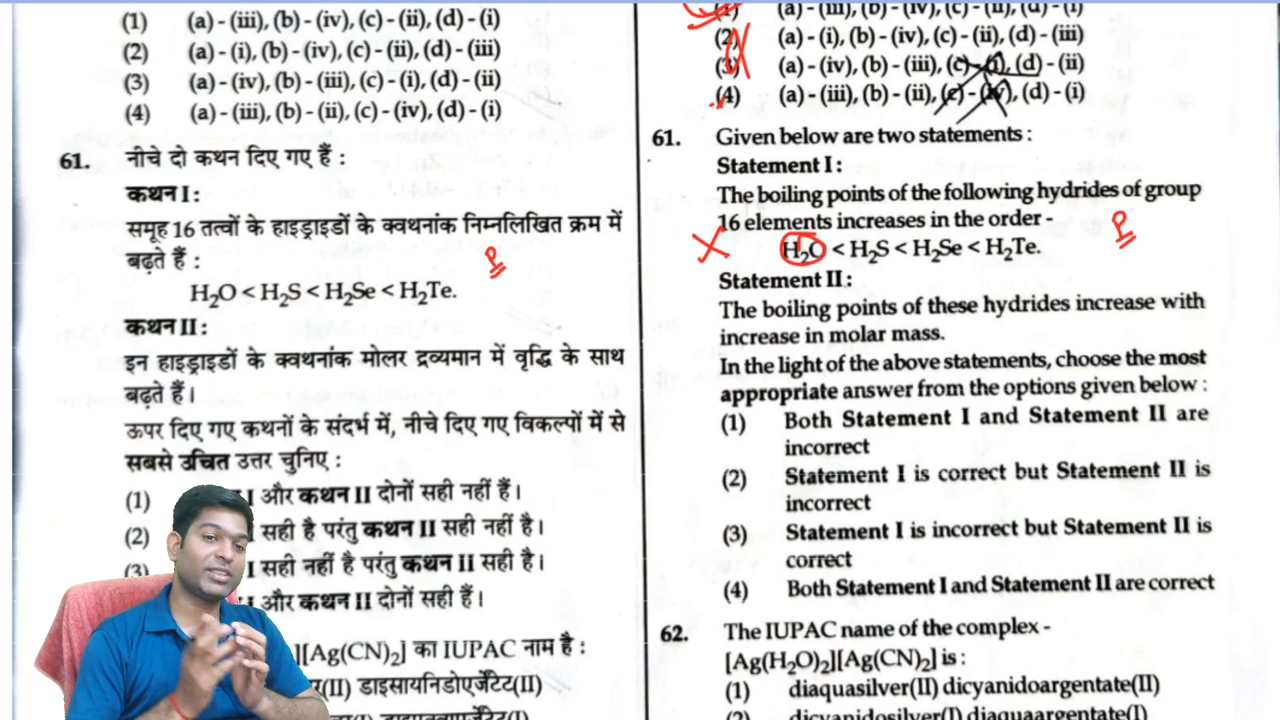 (1) (a) - (iii), (b) - (iv), (c) - (ii), (d) - (i)
(2) (a) - (i), (b) - (iv), (c) - (ii), (d) - (iii)
(3) (a) - (iv), (b) - (iii), (c) - (i), (d) - (ii)
(4) (a) - (iii), (b) - (ii), (c) - (iv), (d) - (i)
61. नीचे दो कथन दिए गए हैं :
कथन I :
समूह 16 तत्वों के हाइड्राइडों के क्वथनांक निम्नलिखित क्रम में
बढ़ते हैं :
H₂O < H₂S < H₂Se < H₂Te.
कथन II :
इन हाइड्राइडों के क्वथनांक मोलर द्रव्यमान में वृद्धि के साथ
बढ़ते हैं।
ऊपर दिए गए कथनों के संदर्भ में, नीचे दिए गए विकल्पों में से
सबसे उचित उत्तर चुनिए :
(1) I और कथन II दोनों सही नहीं हैं।
(2) I सही है परंतु कथन II सही नहीं है।
(3) I सही नहीं है परंतु कथन II सही है।
I और कथन II दोनों सही हैं।
][Ag(CN)₂] का IUPAC नाम है :
(II) डाइसायनिडोएर्जेंटेट(II)
(1) (a) - (iii), (b) - (iv), (c) - (ii), (d) - (i)
(2) (a) - (i), (b) - (iv), (c) - (ii), (d) - (iii)
(3) (a) - (iv), (b) - (iii), (c) - (i), (d) - (ii)
(4) (a) - (iii), (b) - (ii), (c) - (iv), (d) - (i)
61. Given below are two statements :
Statement I :
The boiling points of the following hydrides of group
16 elements increases in the order -
H₂O < H₂S < H₂Se < H₂Te.
Statement II :
The boiling points of these hydrides increase with
increase in molar mass.
In the light of the above statements, choose the most
appropriate answer from the options given below :
(1) Both Statement I and Statement II are
incorrect
(2) Statement I is correct but Statement II is
incorrect
(3) Statement I is incorrect but Statement II is
correct
(4) Both Statement I and Statement II are correct
62. The IUPAC name of the complex -
[Ag(H₂O)₂][Ag(CN)₂] is :
(1) diaquasilver(II) dicyanidoargentate(II)
(2) dicyanidosilver(I) diaquaargentate(I)